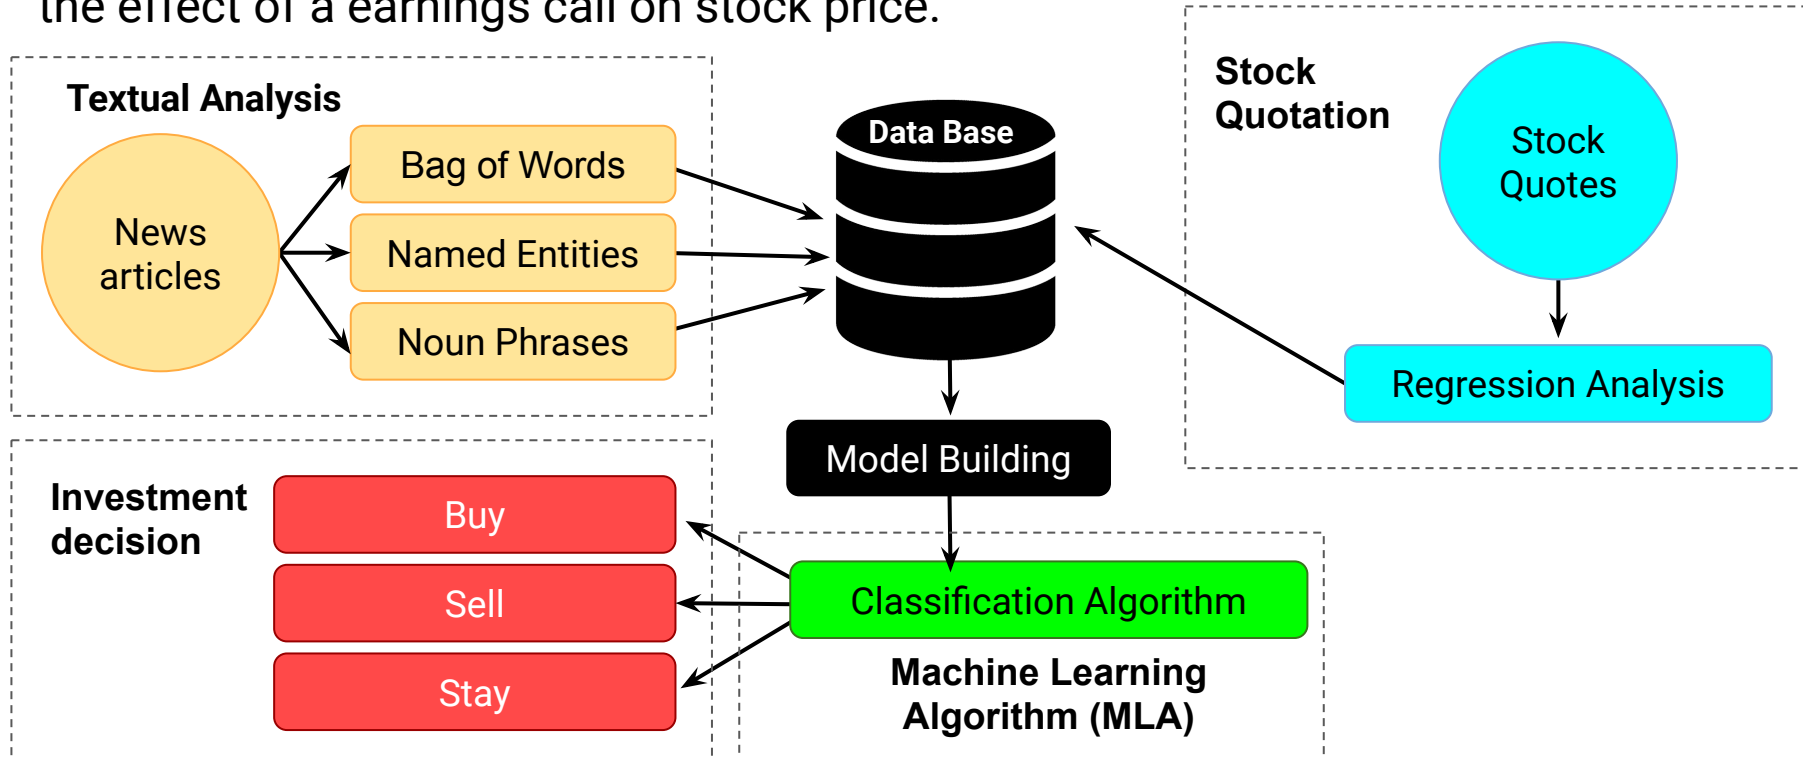 the effect of a earnings call on stock price.
Textual Analysis
News
articles
Bag of Words
Named Entities
Noun Phrases
Data Base
Stock
Quotation
Stock
Quotes
Regression Analysis
Model Building
Investment
decision
Buy
Sell
Stay
Classification Algorithm
Machine Learning
Algorithm (MLA)